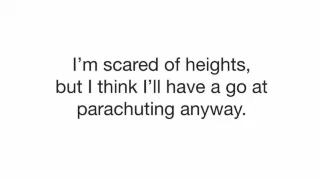 I’m scared of heights,
but I think I’ll have a go at
parachuting anyway.